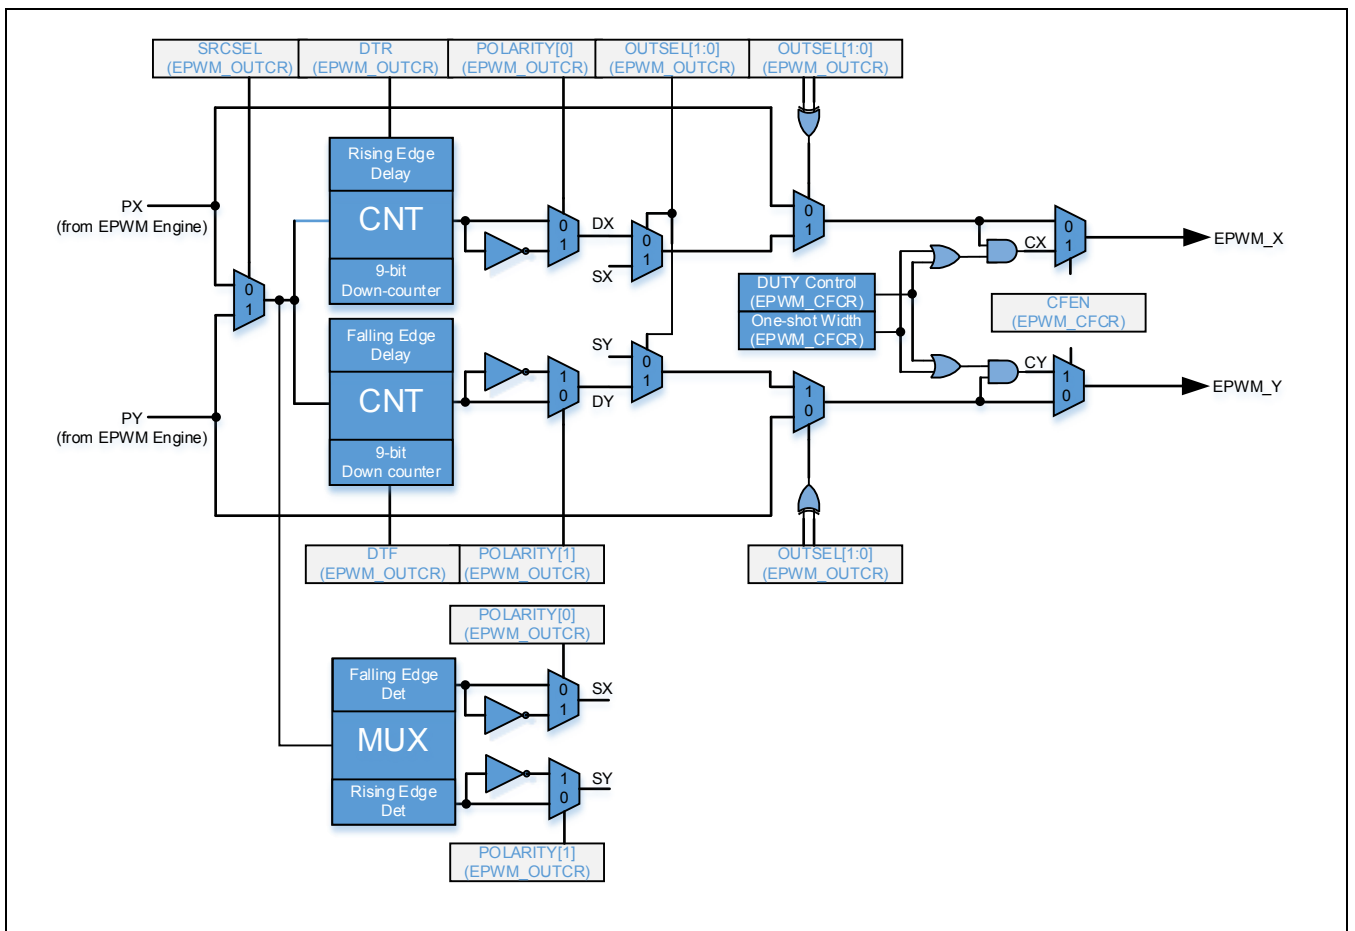 SRCSEL
(EPWM_OUTCR)
DTR
(EPWM_OUTCR)
POLARITY[0]
(EPWM_OUTCR)
OUTSEL[1:0]
(EPWM_OUTCR)
OUTSEL[1:0]
(EPWM_OUTCR)
Rising Edge
Delay
CNT
9-bit
Down-counter
PX
(from EPWM Engine)
0
1
0
1
DX
0
1
SX
0
1
CX
0
1
EPWM_X
DUTY Control
(EPWM_CFCR)
One-shot Width
(EPWM_CFCR)
CFEN
(EPWM_CFCR)
Falling Edge
Delay
CNT
9-bit
Down counter
PY
(from EPWM Engine)
1
0
DY
SY
0
1
1
0
CY
1
0
EPWM_Y
DTF
(EPWM_OUTCR)
POLARITY[1]
(EPWM_OUTCR)
OUTSEL[1:0]
(EPWM_OUTCR)
POLARITY[0]
(EPWM_OUTCR)
Falling Edge
Det
MUX
Rising Edge
Det
0
1
SX
1
0
SY
POLARITY[1]
(EPWM_OUTCR)